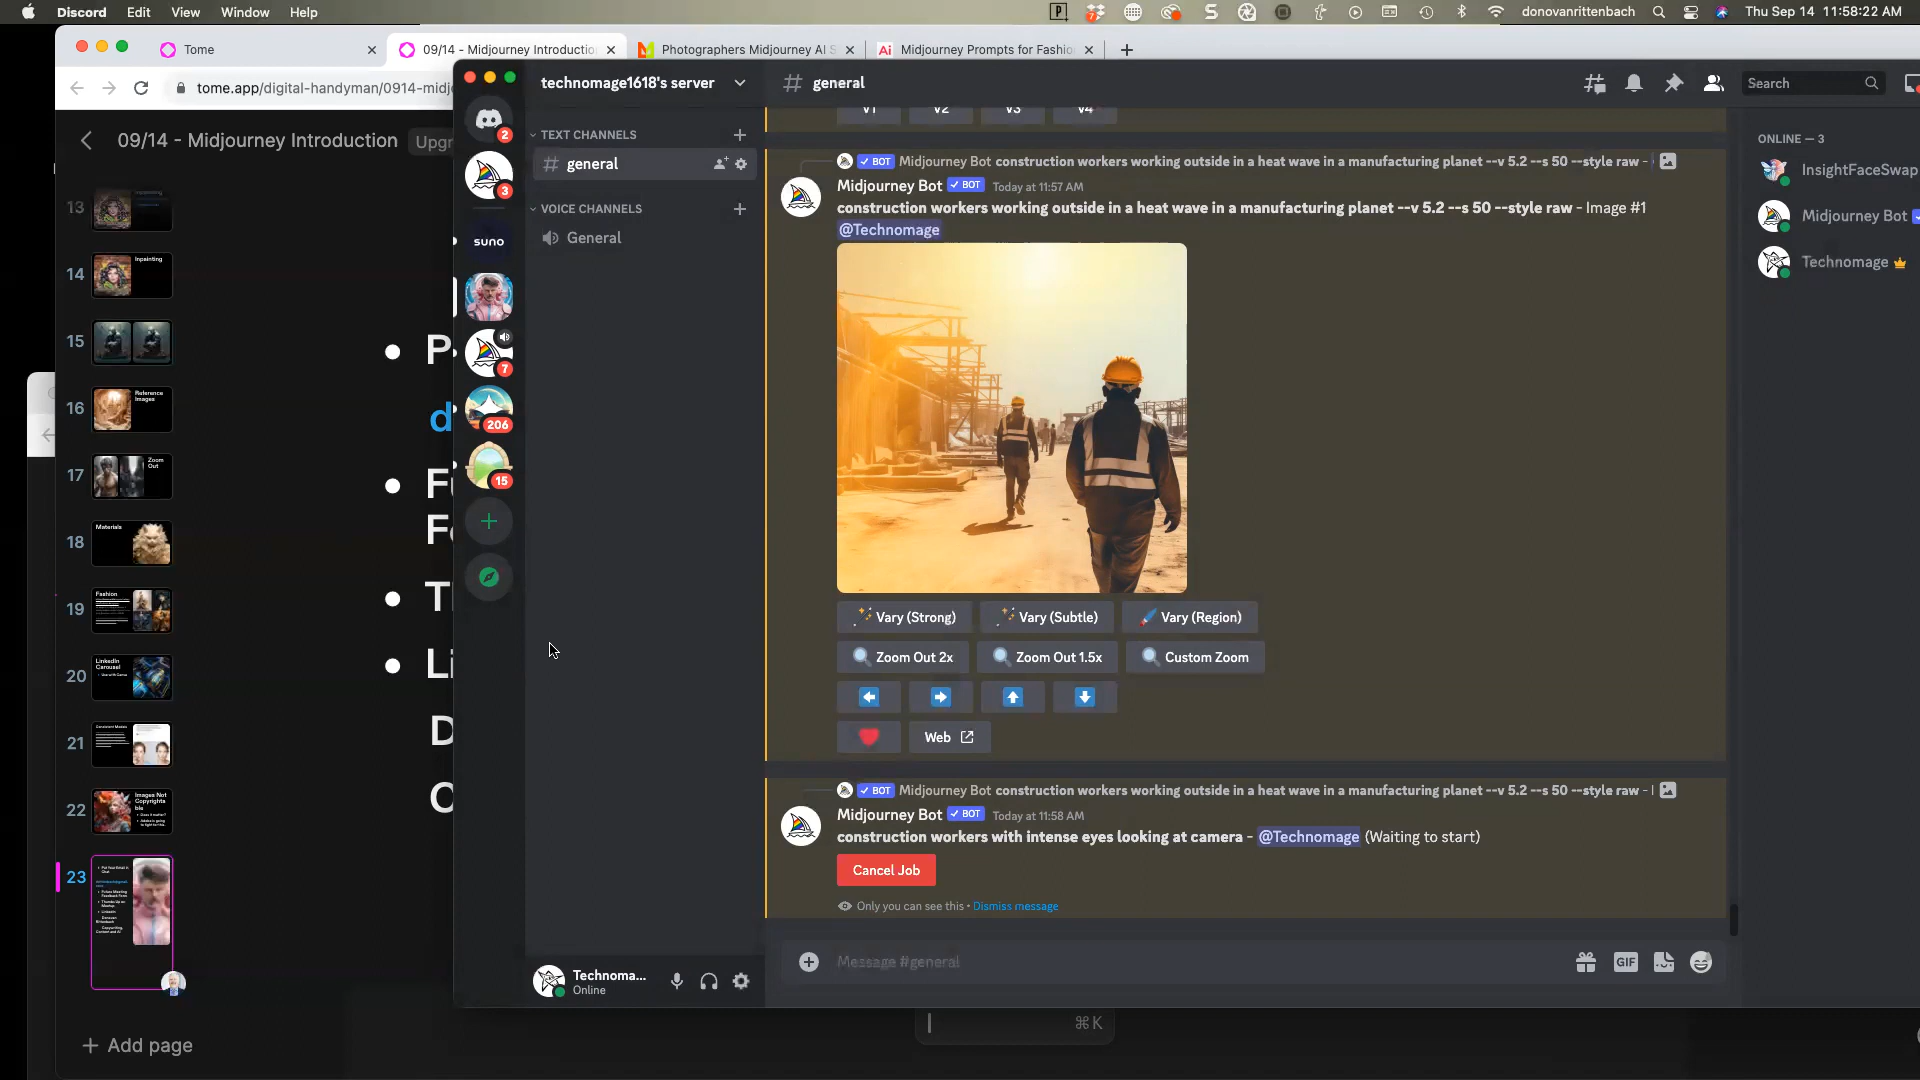 Discord Edit View Window Help
donovanrittenbach Thu Sep 14 11:58:22 AM
Tome
09/14 - Midjourney Introductio
Photographers Midjourney AI S
Ai Midjourney Prompts for Fashio
tome.app/digital-handyman/0914-midj
technomage1618's server
# general
Search
09/14 - Midjourney Introduction
Upgr
V1 V2 V3 V4
TEXT CHANNELS
# general
VOICE CHANNELS
General
ONLINE — 3
InsightFaceSwap
Midjourney Bot
Technomage
2
3
suno
7
206
15
13
14 Inpainting
15
16 Reference Images
17 Zoom Out
18 Materials
19 Fashion
20 LinkedIn Carousel
21
22 Images Not Copyrighta ble
23
P
d
Fu
Fe
T
Li
D
C
BOT Midjourney Bot construction workers working outside in a heat wave in a manufacturing planet --v 5.2 --s 50 --style raw -
Midjourney Bot BOT Today at 11:57 AM
construction workers working outside in a heat wave in a manufacturing planet --v 5.2 --s 50 --style raw - Image #1
@Technomage
Vary (Strong) Vary (Subtle) Vary (Region)
Zoom Out 2x Zoom Out 1.5x Custom Zoom
Web
BOT Midjourney Bot construction workers working outside in a heat wave in a manufacturing planet --v 5.2 --s 50 --style raw - I
Midjourney Bot BOT Today at 11:58 AM
construction workers with intense eyes looking at camera - @Technomage (Waiting to start)
Cancel Job
Only you can see this • Dismiss message
Message #general
GIF
Technoma...
Online
+ Add page
⌘K